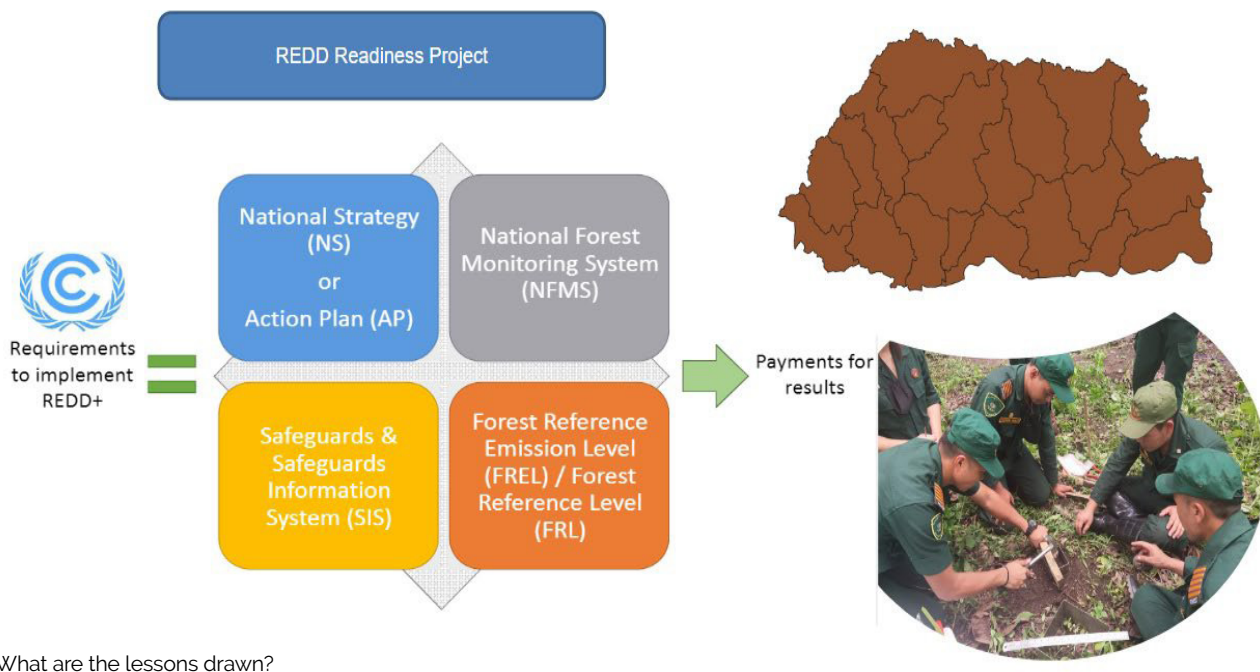 REDD Readiness Project
National Strategy
(NS)
or
Action Plan (AP)
National Forest
Monitoring System
(NFMS)
Requirements
to implement
REDD+
Safeguards &
Safeguards
Information
System (SIS)
Forest Reference
Emission Level
(FREL) / Forest
Reference Level
(FRL)
Payments for
results
What are the lessons drawn?